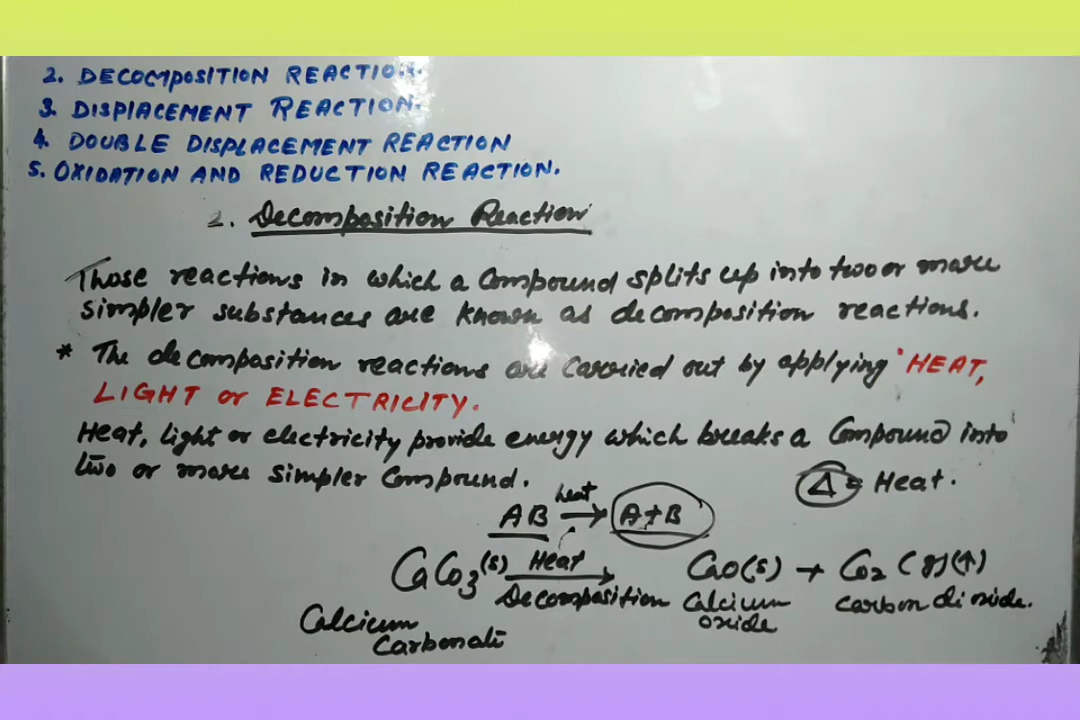 2. DECOMPOSITION REACTION.
3. DISPLACEMENT REACTION.
4. DOUBLE DISPLACEMENT REACTION
5. OXIDATION AND REDUCTION REACTION.
2. Decomposition Reaction
Those reactions in which a Compound splits up into two or more
simpler substances are known as decomposition reactions.
* The decomposition reactions are carried out by applying 'HEAT,
LIGHT or ELECTRICITY.
Heat, light or electricity provide energy which breaks a Compound into
two or more simpler Compound.
Δ = Heat.
AB heat → A+B
CaCo3(s) Heat → Decomposition CaO(s) + Co2 (g)(↑)
Calcium Carbonate Calcium oxide carbon dioxide.